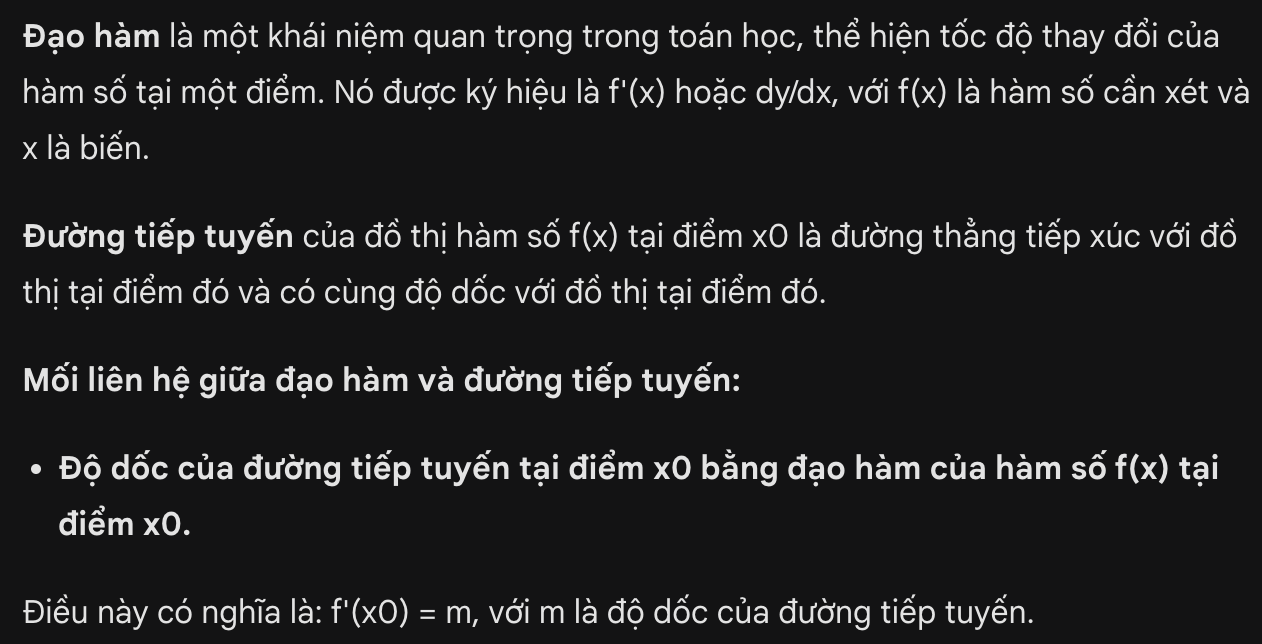 Đạo hàm là một khái niệm quan trọng trong toán học, thể hiện tốc độ thay đổi của
hàm số tại một điểm. Nó được ký hiệu là f'(x) hoặc dy/dx, với f(x) là hàm số cần xét và
x là biến.
Đường tiếp tuyến của đồ thị hàm số f(x) tại điểm x0 là đường thẳng tiếp xúc với đồ
thị tại điểm đó và có cùng độ dốc với đồ thị tại điểm đó.
Mối liên hệ giữa đạo hàm và đường tiếp tuyến:
• Độ dốc của đường tiếp tuyến tại điểm x0 bằng đạo hàm của hàm số f(x) tại
điểm x0.
Điều này có nghĩa là: f'(x0) = m, với m là độ dốc của đường tiếp tuyến.